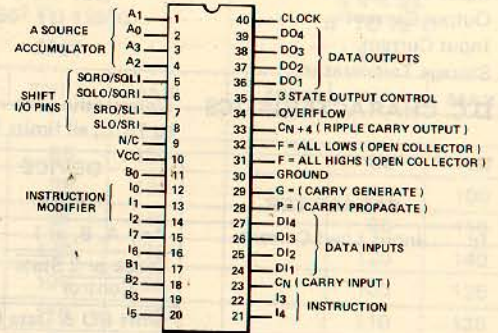 A1 1 40 CLOCK
A0 2 39 DO4
A SOURCE
ACCUMULATOR
A3 3 38 DO3
DATA OUTPUTS
A2 4 37 DO2
SQRO/SQLI 5 36 DO1
SHIFT
I/O PINS
SQLO/SQRI 6 35 3 STATE OUTPUT CONTROL
SRO/SLI 7 34 OVERFLOW
SLO/SRI 8 33 CN+4 (RIPPLE CARRY OUTPUT)
N/C 9 32 F = ALL LOWS (OPEN COLLECTOR)
VCC 10 31 F = ALL HIGHS (OPEN COLLECTOR)
B0 11 30 GROUND
I0 12 29 G = (CARRY GENERATE)
INSTRUCTION
MODIFIER
I1 13 28 P = (CARRY PROPAGATE)
I2 14 27 DI4
I7 15 26 DI3
DATA INPUTS
I6 16 25 DI2
B1 17 24 DI1
B2 18 23 CN (CARRY INPUT)
B3 19 22 I3
INSTRUCTION
I5 20 21 I4